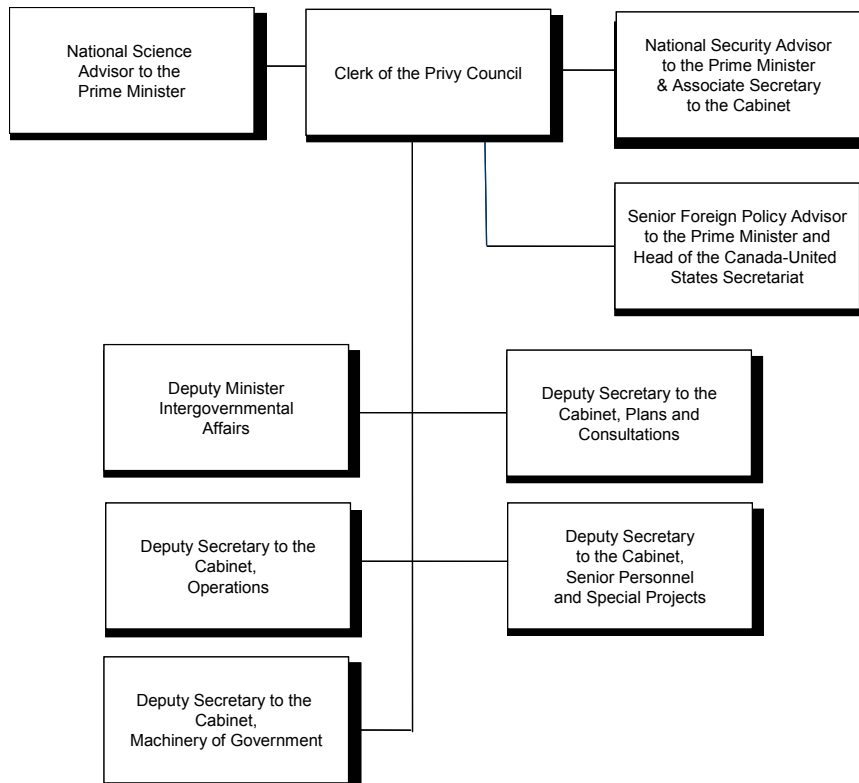 National Science
Advisor to the
Prime Minister
Clerk of the Privy Council
National Security Advisor
to the Prime Minister
& Associate Secretary
to the Cabinet
Senior Foreign Policy Advisor
to the Prime Minister and
Head of the Canada-United
States Secretariat
Deputy Minister
Intergovernmental
Affairs
Deputy Secretary to the
Cabinet, Plans and
Consultations
Deputy Secretary to the
Cabinet,
Operations
Deputy Secretary
to the Cabinet,
Senior Personnel
and Special Projects
Deputy Secretary to the
Cabinet,
Machinery of Government